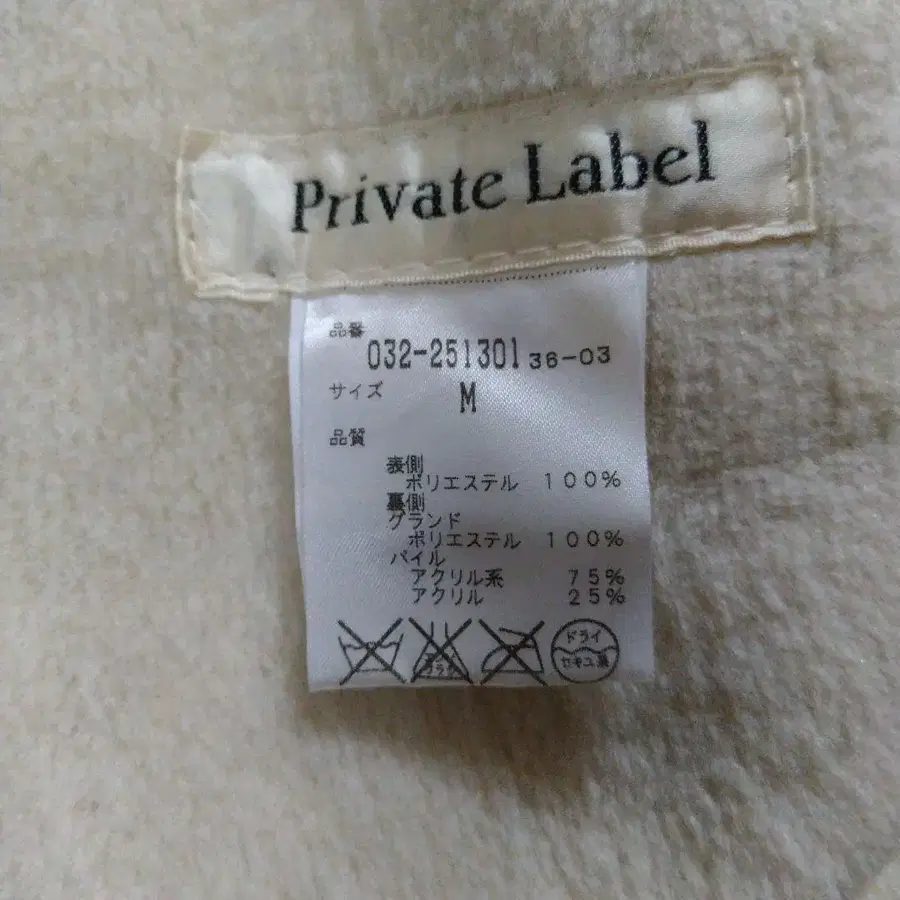 Private Label
品番
032-251301 36-03
サイズ M
品質
表側
ポリエステル 100%
裏側
グランド
ポリエステル 100%
パイル
アクリル系 75%
アクリル 25%
ドライ
セキユ系